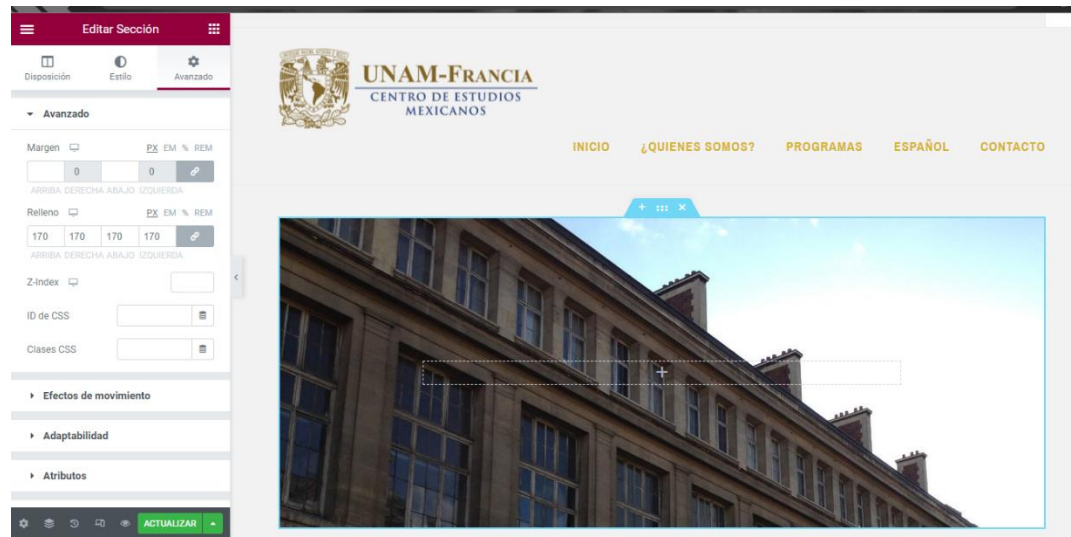 Editar Sección
Disposición Estilo Avanzado
Avanzado
Margen PX EM % REM
0 0
ARRIBA DERECHA ABAJO IZQUIERDA
Relleno PX EM % REM
170 170 170 170
ARRIBA DERECHA ABAJO IZQUIERDA
Z-Index
ID de CSS
Clases CSS
Efectos de movimiento
Adaptabilidad
Atributos
ACTUALIZAR
UNAM-FRANCIA
CENTRO DE ESTUDIOS
MEXICANOS
INICIO ¿QUIENES SOMOS? PROGRAMAS ESPAÑOL CONTACTO